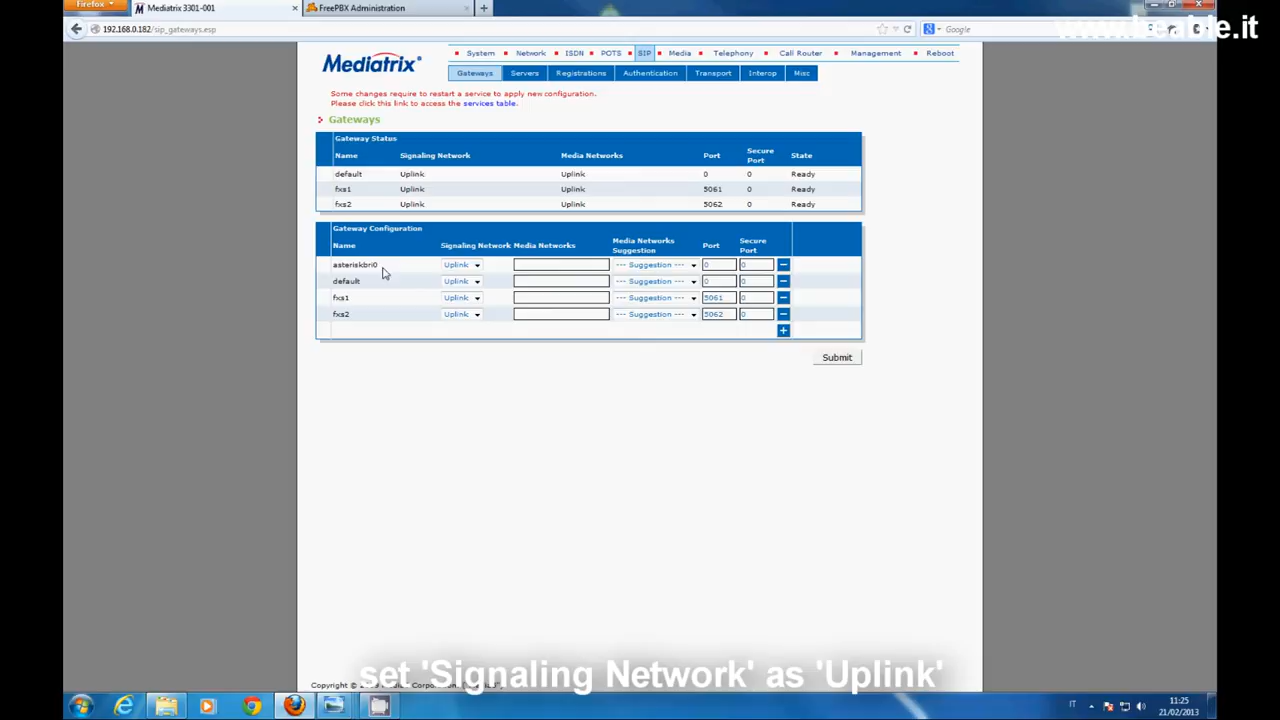 Firefox
Mediatrix 3301-001
FreePBX Administration
192.168.0.182/sip_gateways.esp
Google
Mediatrix
System Network ISDN POTS SIP Media Telephony Call Router Management Reboot
Gateways Servers Registrations Authentication Transport Interop Misc
Some changes require to restart a service to apply new configuration.
Please click this link to access the services table.
Gateways
Gateway Status
Name Signaling Network Media Networks Port Secure Port State
default Uplink Uplink 0 0 Ready
fxs1 Uplink Uplink 5061 0 Ready
fxs2 Uplink Uplink 5062 0 Ready
Gateway Configuration
Name Signaling Network Media Networks Media Networks Suggestion Port Secure Port
asteriskbri0 Uplink --- Suggestion --- 0 0 −
default Uplink --- Suggestion --- 0 0 −
fxs1 Uplink --- Suggestion --- 5061 0 −
fxs2 Uplink --- Suggestion --- 5062 0 −
+
Submit
set 'Signaling Network' as 'Uplink'
IT
11:25
21/02/2013